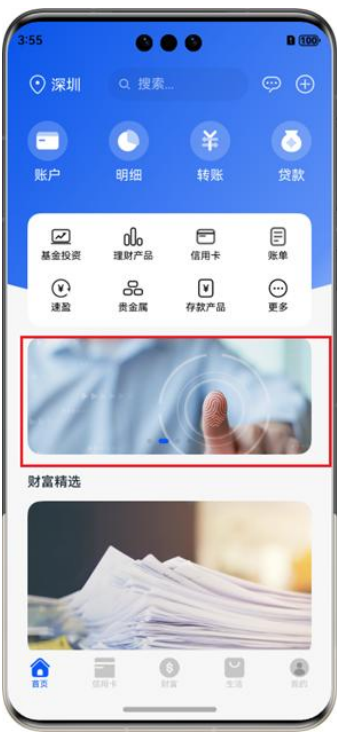 3:55
100
深圳
搜索...
账户 明细 转账 贷款
基金投资 理财产品 信用卡 账单
速盈 贵金属 存款产品 更多
财富精选
首页 信用卡 财富 生活 我的